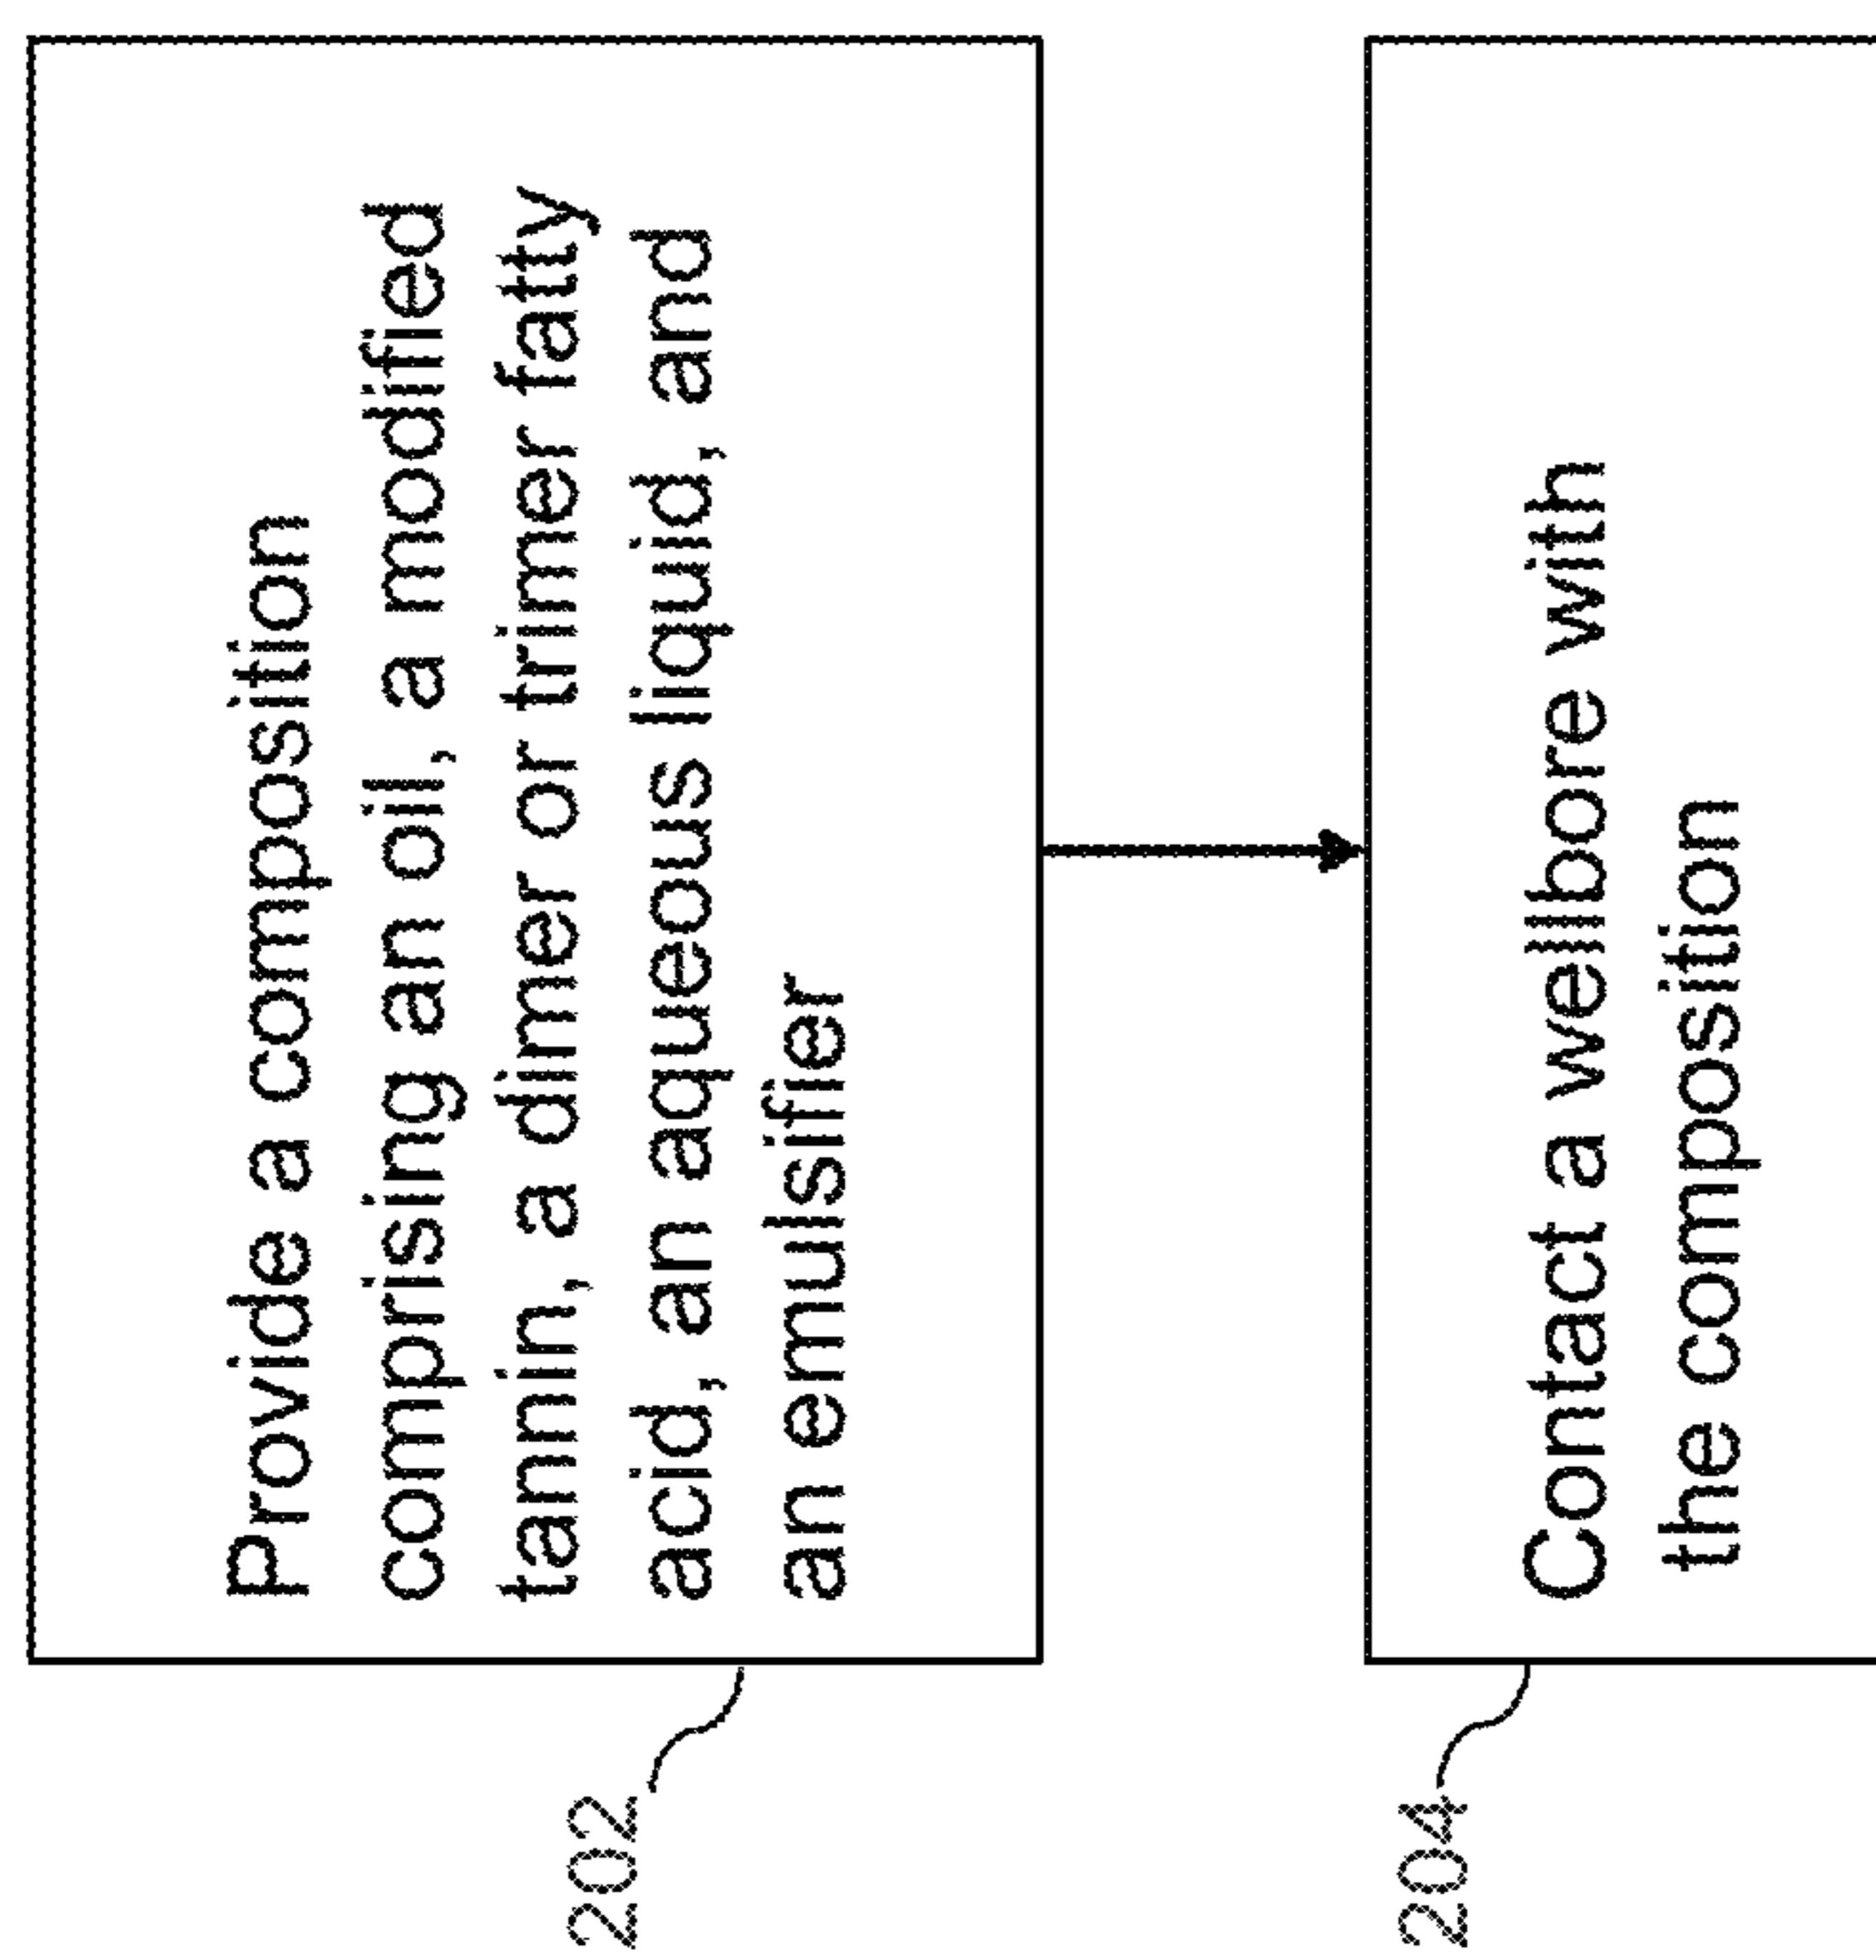 Provide a composition
comprising an oil, a modified
tannin, a dimer or trimer fatty
acid, an aqueous liquid, and
an emulsifier
202
Contact a wellbore with
the composition
204